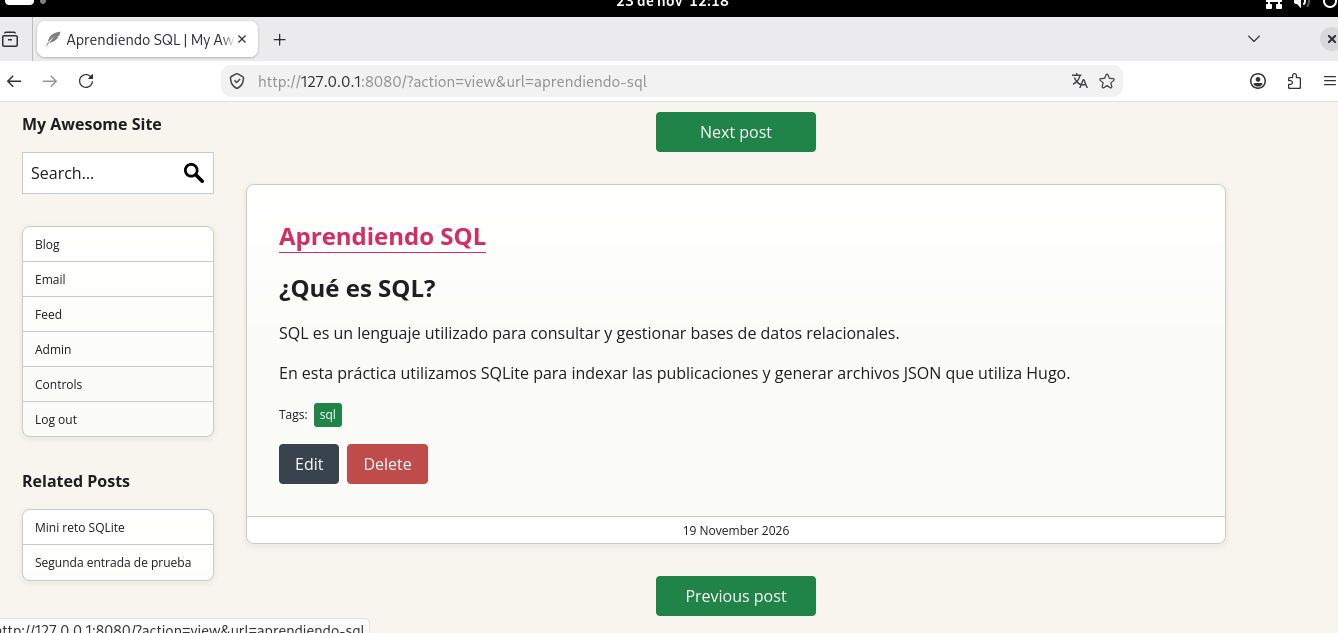 23 de nov 12:18
Aprendiendo SQL | My Aw
http://127.0.0.1:8080/?action=view&url=aprendiendo-sql
My Awesome Site
Search...
Blog
Email
Feed
Admin
Controls
Log out
Related Posts
Mini reto SQLite
Segunda entrada de prueba
Next post
Aprendiendo SQL
¿Qué es SQL?
SQL es un lenguaje utilizado para consultar y gestionar bases de datos relacionales.
En esta práctica utilizamos SQLite para indexar las publicaciones y generar archivos JSON que utiliza Hugo.
Tags: sql
Edit Delete
19 November 2026
Previous post
http://127.0.0.1:8080/?action=view&url=aprendiendo-sql